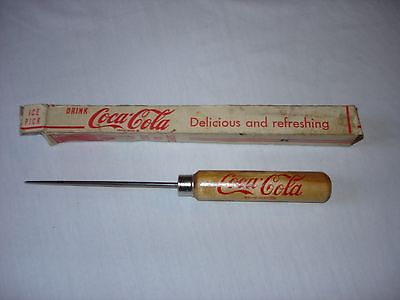 ICE
PICK
DRINK
Coca-Cola
Delicious and refreshing
Coca-Cola